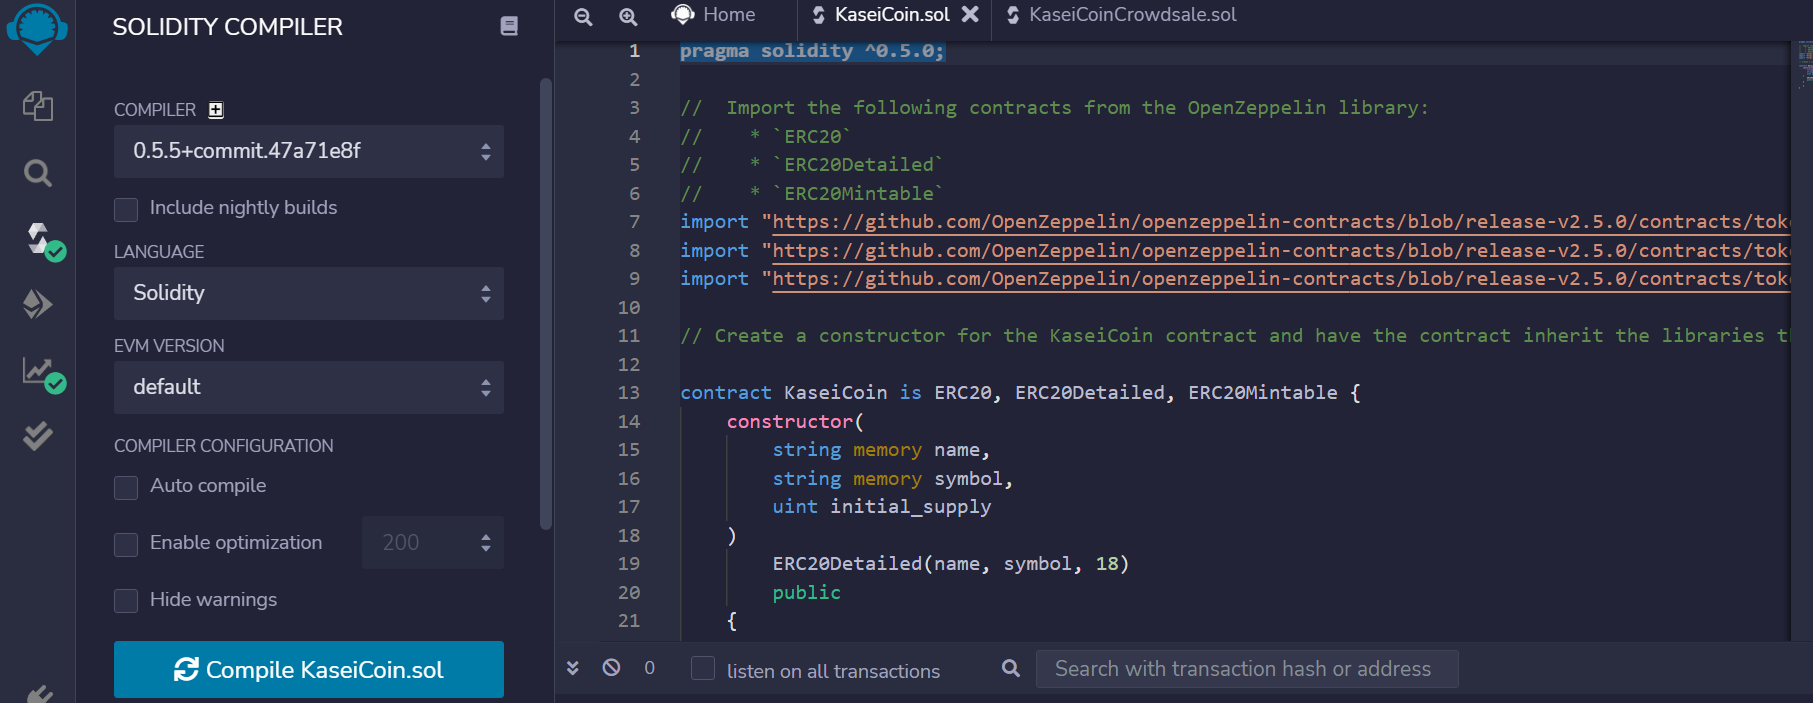 SOLIDITY COMPILER
COMPILER
0.5.5+commit.47a71e8f
Include nightly builds
LANGUAGE
Solidity
EVM VERSION
default
COMPILER CONFIGURATION
Auto compile
Enable optimization
200
Hide warnings
Compile KaseiCoin.sol
Home
KaseiCoin.sol
KaseiCoinCrowdsale.sol
1 pragma solidity ^0.5.0;
2
3 //  Import the following contracts from the OpenZeppelin library:
4 //    * `ERC20`
5 //    * `ERC20Detailed`
6 //    * `ERC20Mintable`
7 import "https://github.com/OpenZeppelin/openzeppelin-contracts/blob/release-v2.5.0/contracts/tok
8 import "https://github.com/OpenZeppelin/openzeppelin-contracts/blob/release-v2.5.0/contracts/tok
9 import "https://github.com/OpenZeppelin/openzeppelin-contracts/blob/release-v2.5.0/contracts/tok
10
11 // Create a constructor for the KaseiCoin contract and have the contract inherit the libraries t
12
13 contract KaseiCoin is ERC20, ERC20Detailed, ERC20Mintable {
14     constructor(
15         string memory name,
16         string memory symbol,
17         uint initial_supply
18     )
19         ERC20Detailed(name, symbol, 18)
20         public
21     {
0
listen on all transactions
Search with transaction hash or address